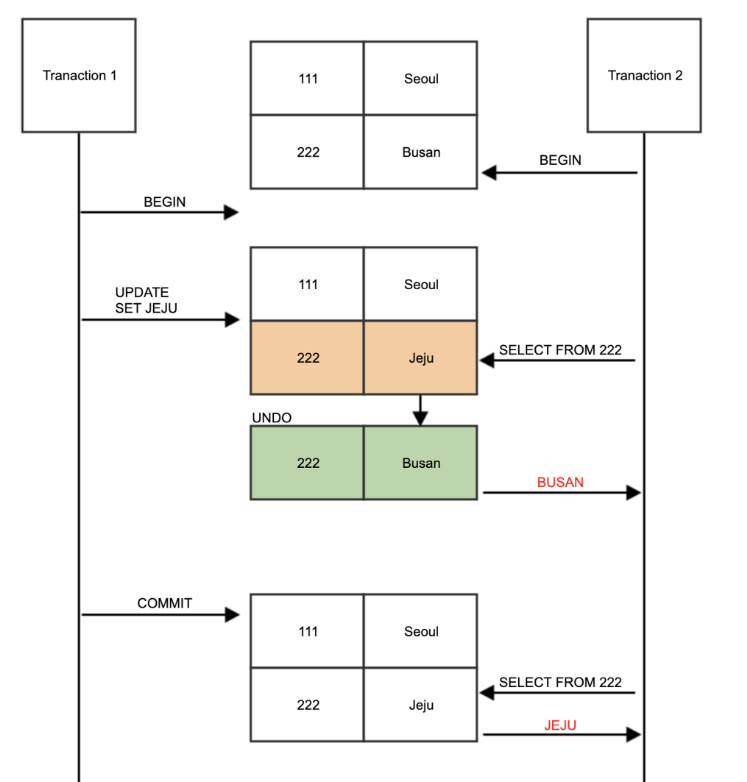 Tranaction 1
111
Seoul
Tranaction 2
222
Busan
BEGIN
BEGIN
UPDATE
SET JEJU
111
Seoul
222
Jeju
SELECT FROM 222
UNDO
222
Busan
BUSAN
COMMIT
111
Seoul
SELECT FROM 222
222
Jeju
JEJU